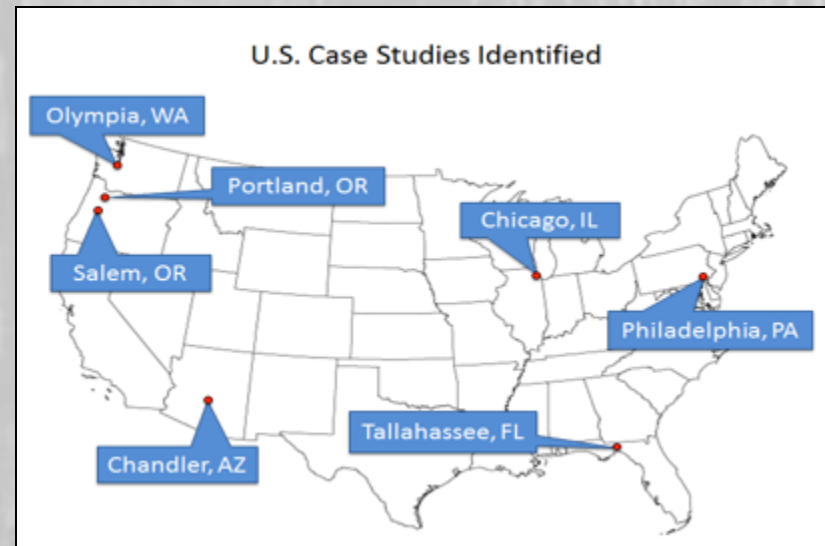 U.S. Case Studies Identified
Olympia, WA
Portland, OR
Chicago, IL
Salem, OR
Philadelphia, PA
Tallahassee, FL
Chandler, AZ